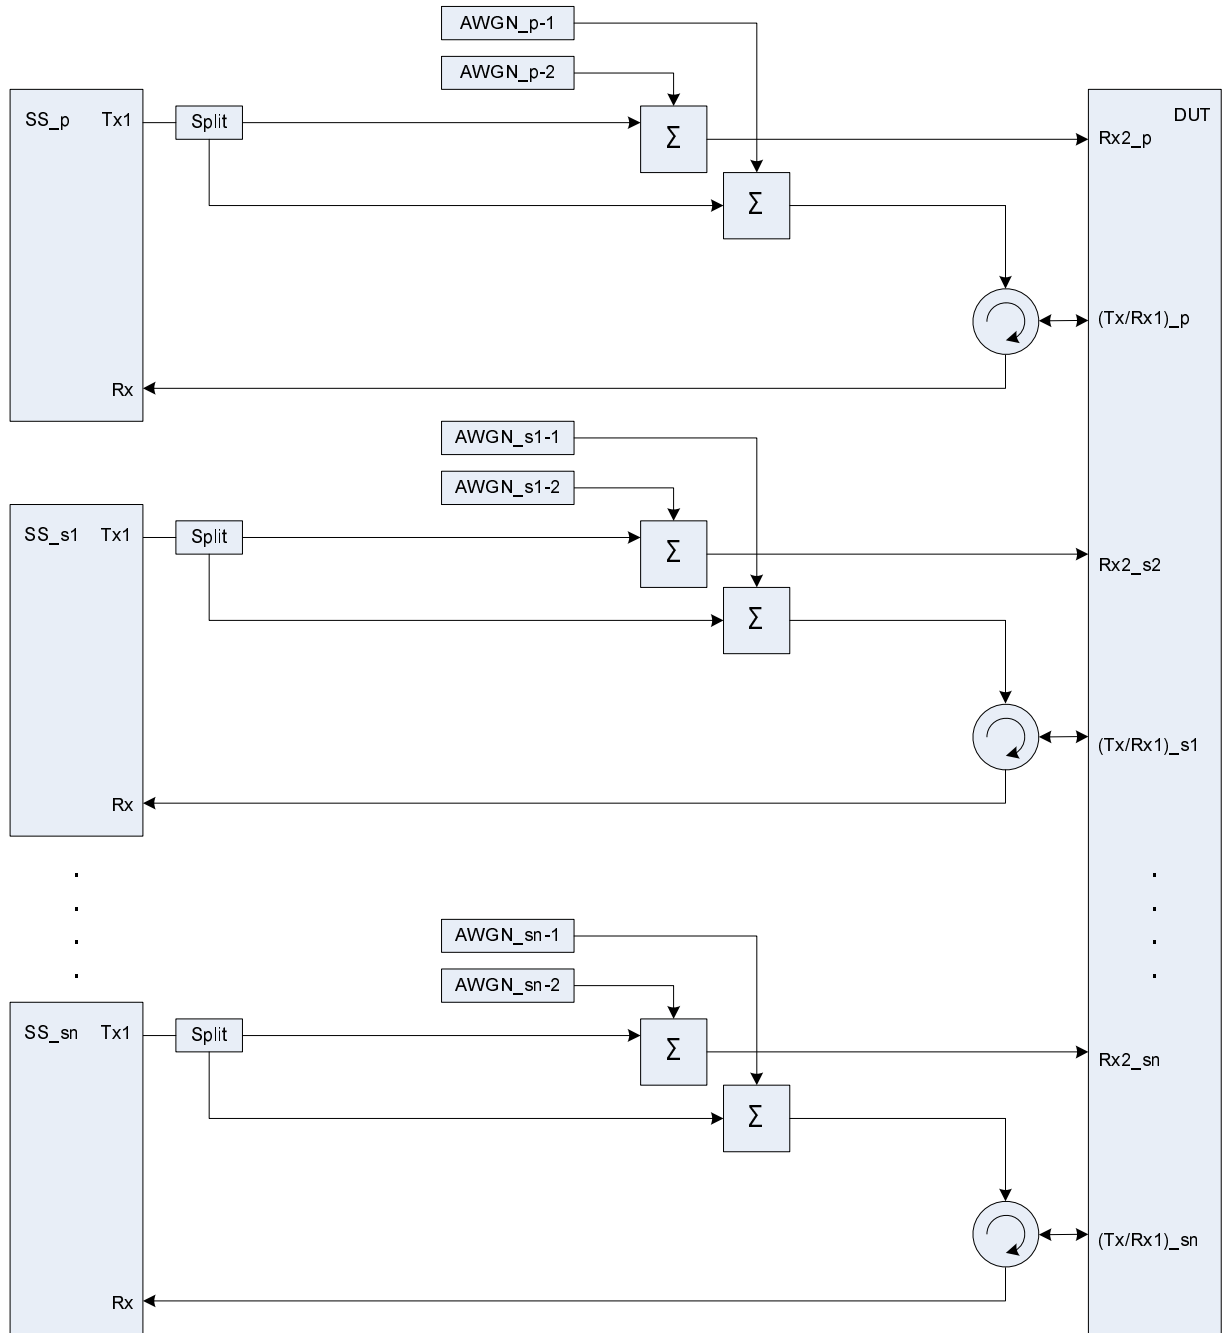 AWGN_p-1
AWGN_p-2
SS_p Tx1
Split
Σ
Rx2_p
DUT
Σ
(Tx/Rx1)_p
Rx
AWGN_s1-1
AWGN_s1-2
SS_s1 Tx1
Split
Σ
Rx2_s2
Σ
(Tx/Rx1)_s1
Rx
AWGN_sn-1
AWGN_sn-2
SS_sn Tx1
Split
Σ
Rx2_sn
Σ
(Tx/Rx1)_sn
Rx